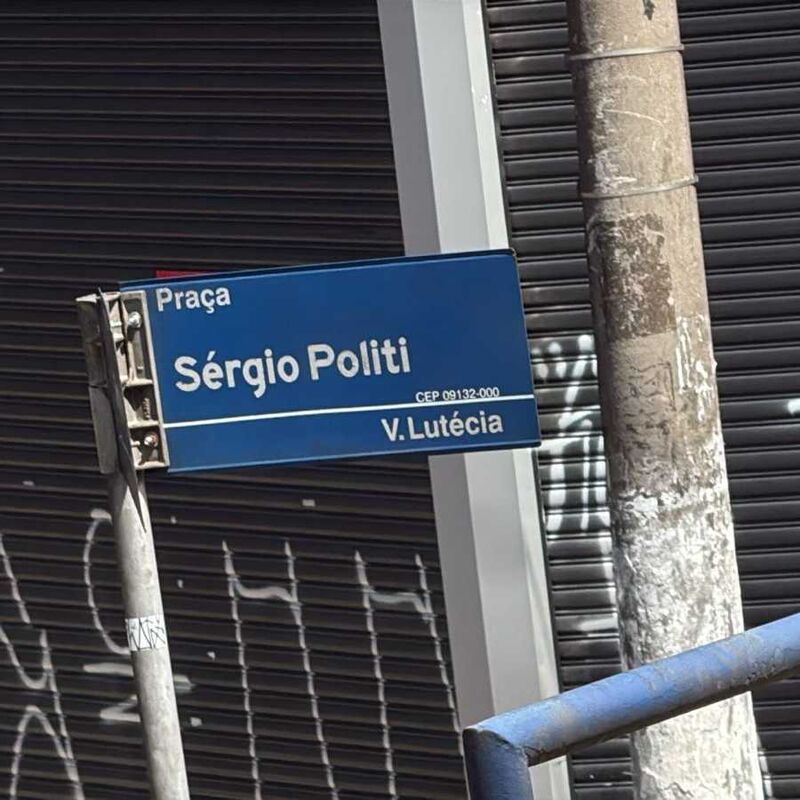 Praça
Sérgio Politi
CEP 09132-000
V. Lutécia